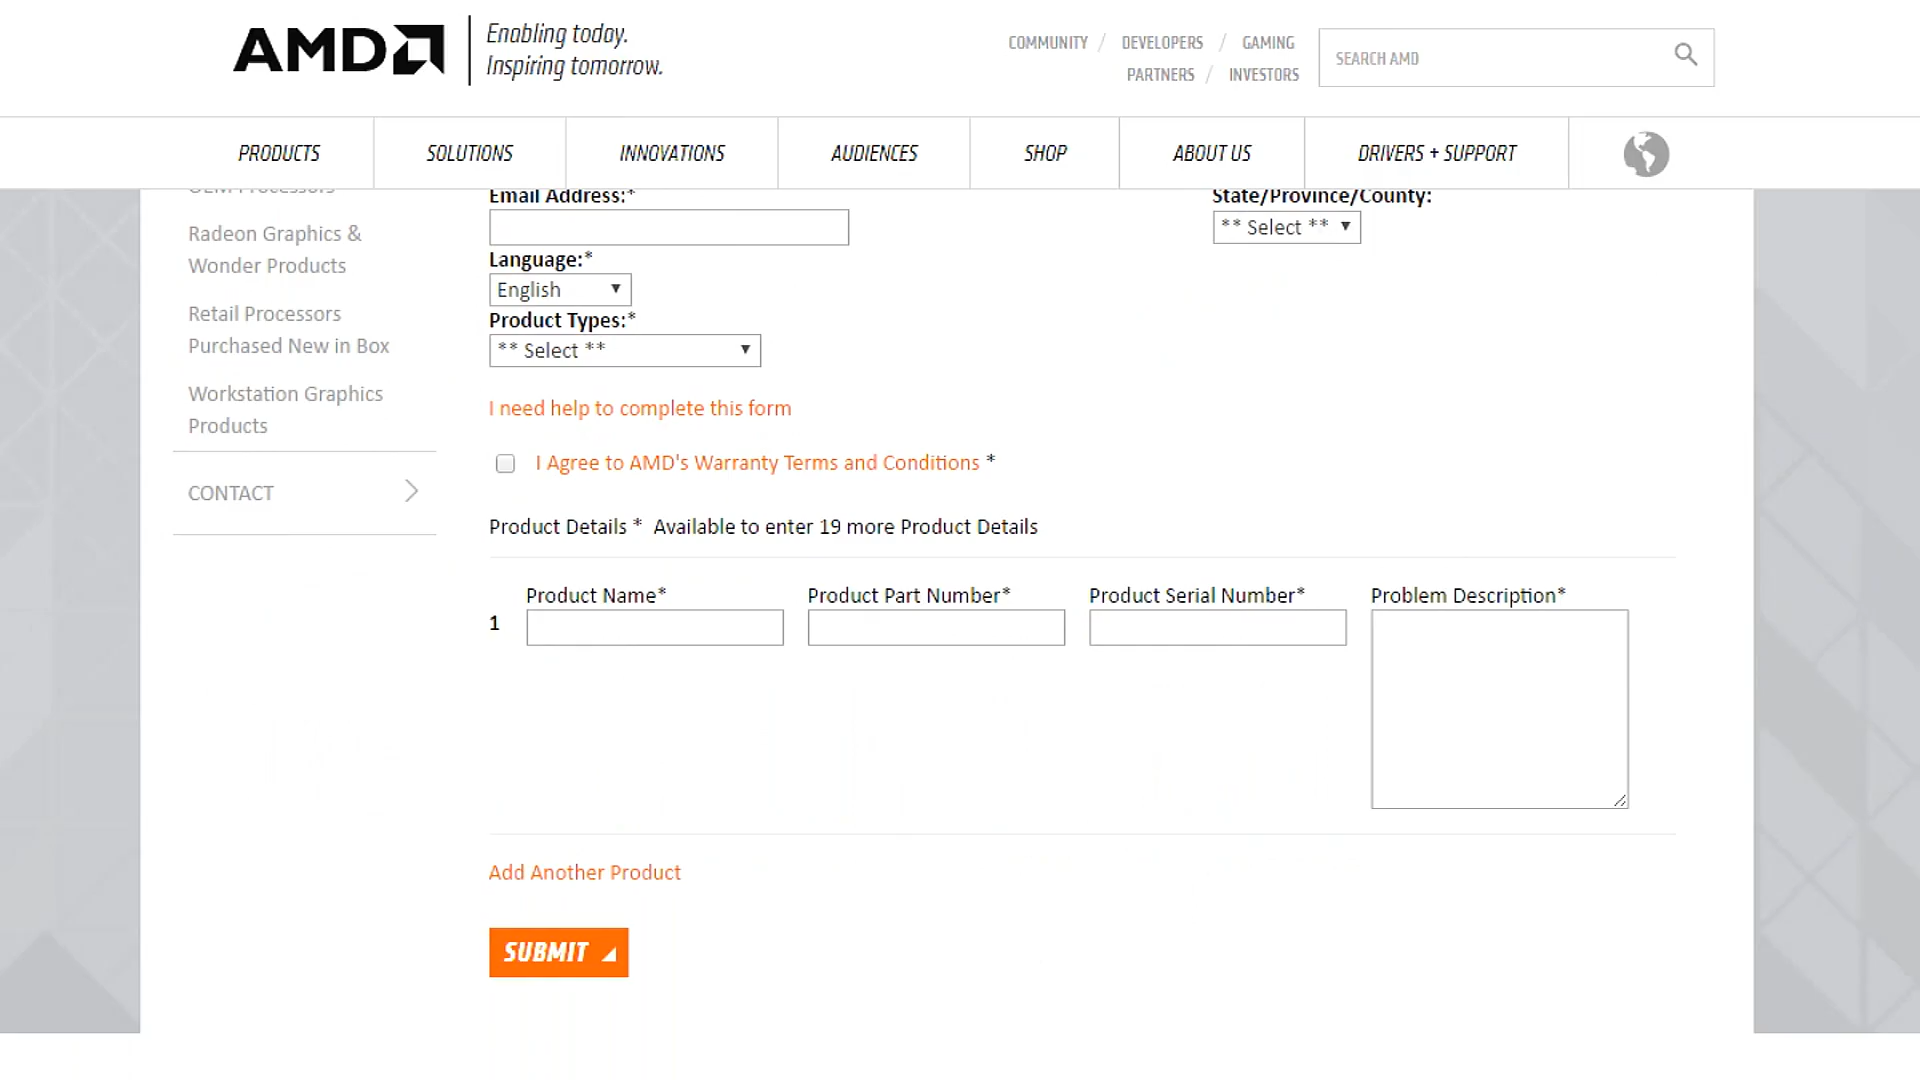 AMD
Enabling today.
Inspiring tomorrow.
COMMUNITY / DEVELOPERS / GAMING
PARTNERS / INVESTORS
SEARCH AMD
PRODUCTS
SOLUTIONS
INNOVATIONS
AUDIENCES
SHOP
ABOUT US
DRIVERS + SUPPORT
OEM Processors
Radeon Graphics &
Wonder Products
Retail Processors
Purchased New in Box
Workstation Graphics
Products
CONTACT
Email Address:*
State/Province/County:
** Select **
Language:*
English
Product Types:*
** Select **
I need help to complete this form
I Agree to AMD's Warranty Terms and Conditions *
Product Details * Available to enter 19 more Product Details
Product Name*
Product Part Number*
Product Serial Number*
Problem Description*
1
Add Another Product
SUBMIT